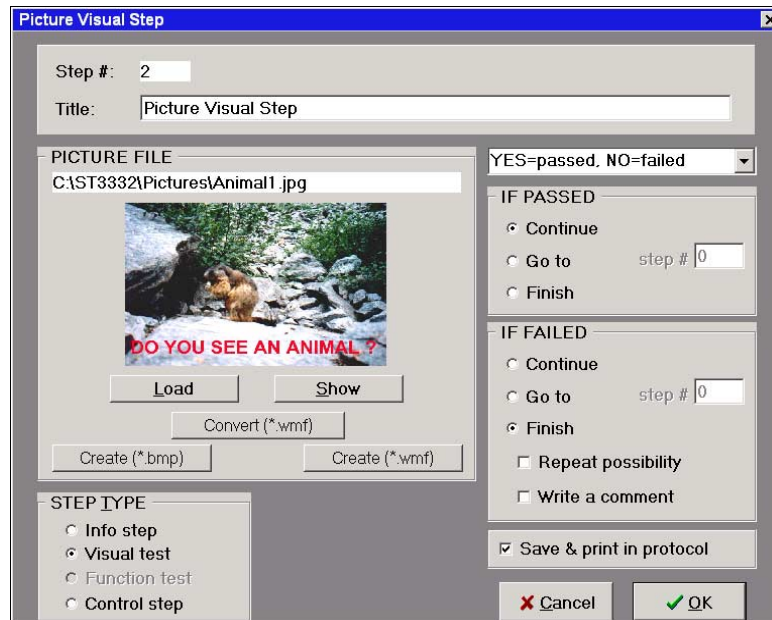 Picture Visual Step
Step #: 2
Title: Picture Visual Step
PICTURE FILE
C:\ST3332\Pictures\Animal1.jpg
DO YOU SEE AN ANIMAL ?
Load Show
Convert (*.wmf)
Create (*.bmp) Create (*.wmf)
STEP TYPE
Info step
Visual test
Function test
Control step
YES=passed, NO=failed
IF PASSED
Continue
Go to step # 0
Finish
IF FAILED
Continue
Go to step # 0
Finish
Repeat possibility
Write a comment
Save & print in protocol
Cancel OK